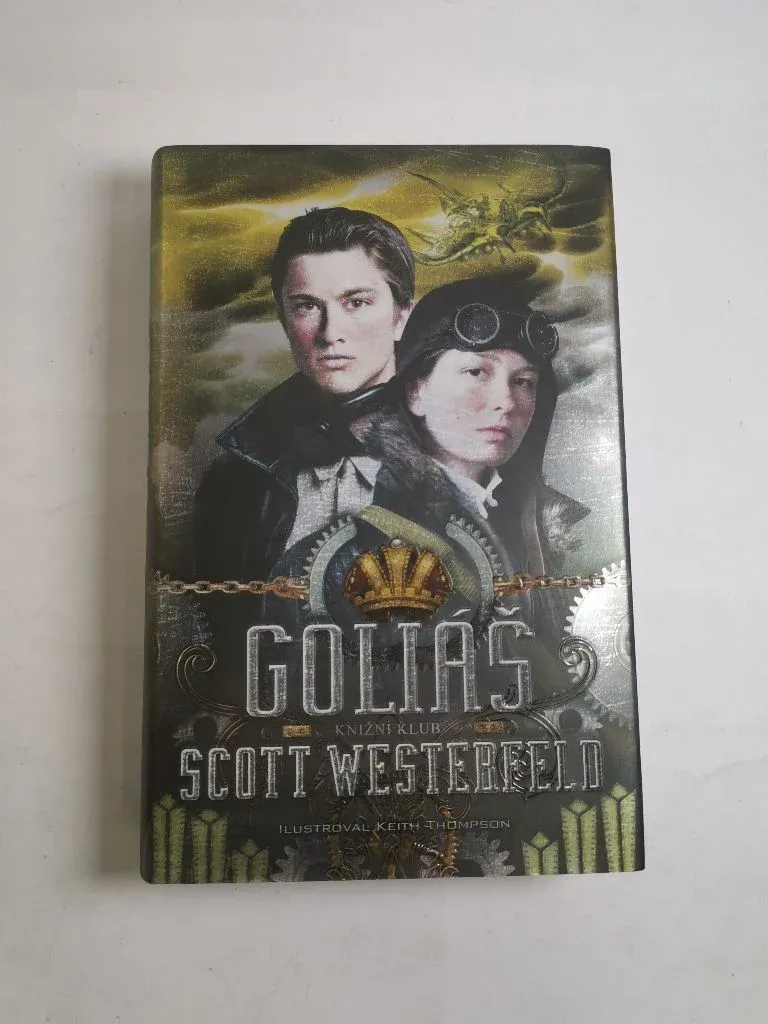 GOLIÁŠ
KNIŽNÍ KLUB
SCOTT WESTERFELD
ILUSTROVAL KEITH THOMPSON